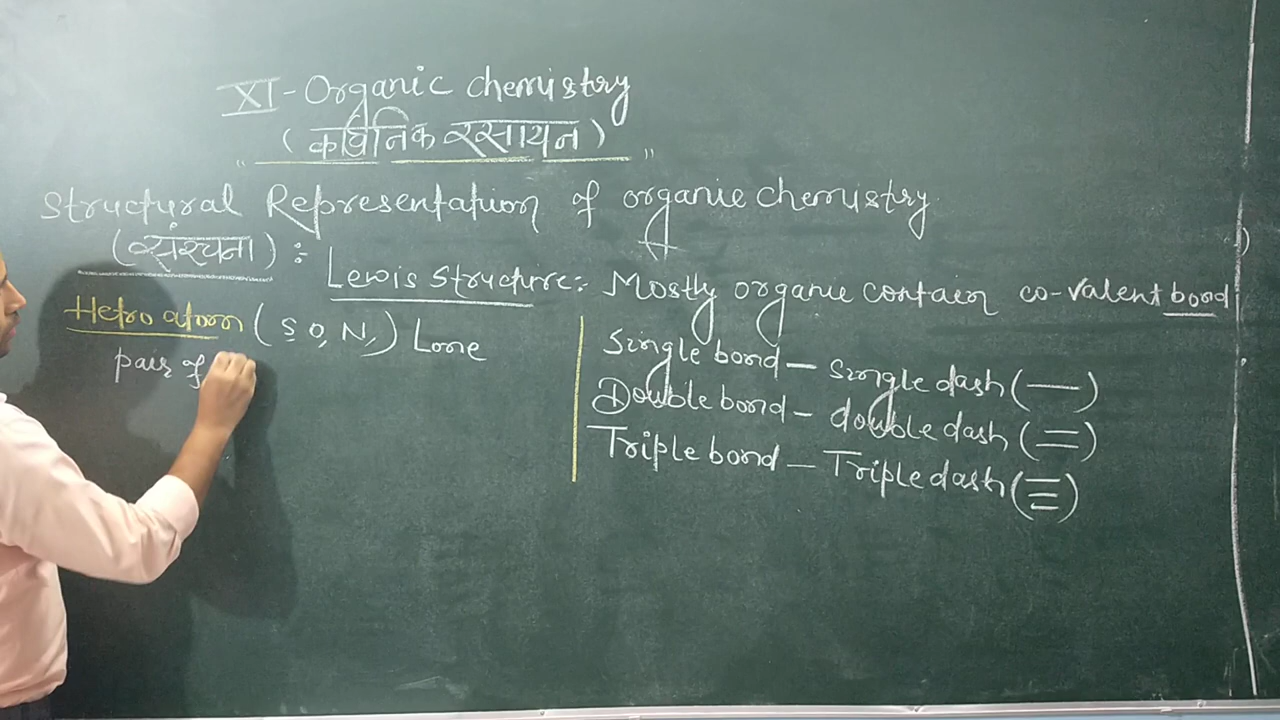 XI-Organic chemistry
(कार्बनिक रसायन)
Structural Representation of organic chemistry
(संरचना) :
Lewis Structure: Mostly organic contain co-valent bond
Hetro atom (S O, N,) Lone
pair of
Single bond — Single dash (—)
Double bond - double dash (=)
Triple bond — Triple dash (≡)